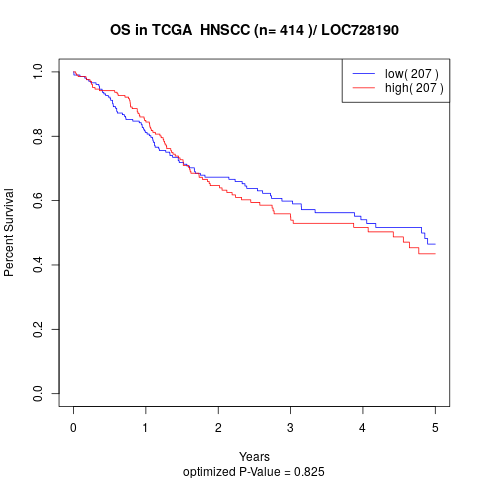 OS in TCGA  HNSCC (n= 414 )/ LOC728190
low( 207 )
high( 207 )
Percent Survival
1.0
0.8
0.6
0.4
0.2
0.0
0 1 2 3 4 5
Years
optimized P-Value = 0.825